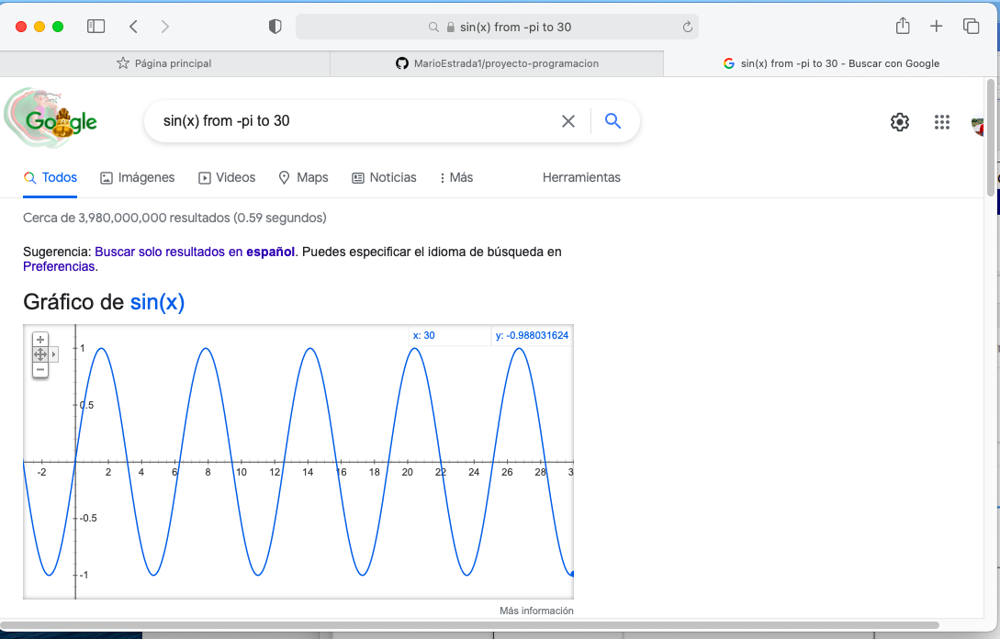 sin(x) from -pi to 30
Página principal
MarioEstrada1/proyecto-programacion
sin(x) from -pi to 30 - Buscar con Google
Google
sin(x) from -pi to 30
Todos
Imágenes
Videos
Maps
Noticias
Más
Herramientas
Cerca de 3,980,000,000 resultados (0.59 segundos)
Sugerencia: Buscar solo resultados en español. Puedes especificar el idioma de búsqueda en
Preferencias.
Gráfico de sin(x)
x: 30 y: -0.988031624
1
0.5
-2 2 4 6 8 10 12 14 16 18 20 22 24 26 28 3
-0.5
-1
Más información